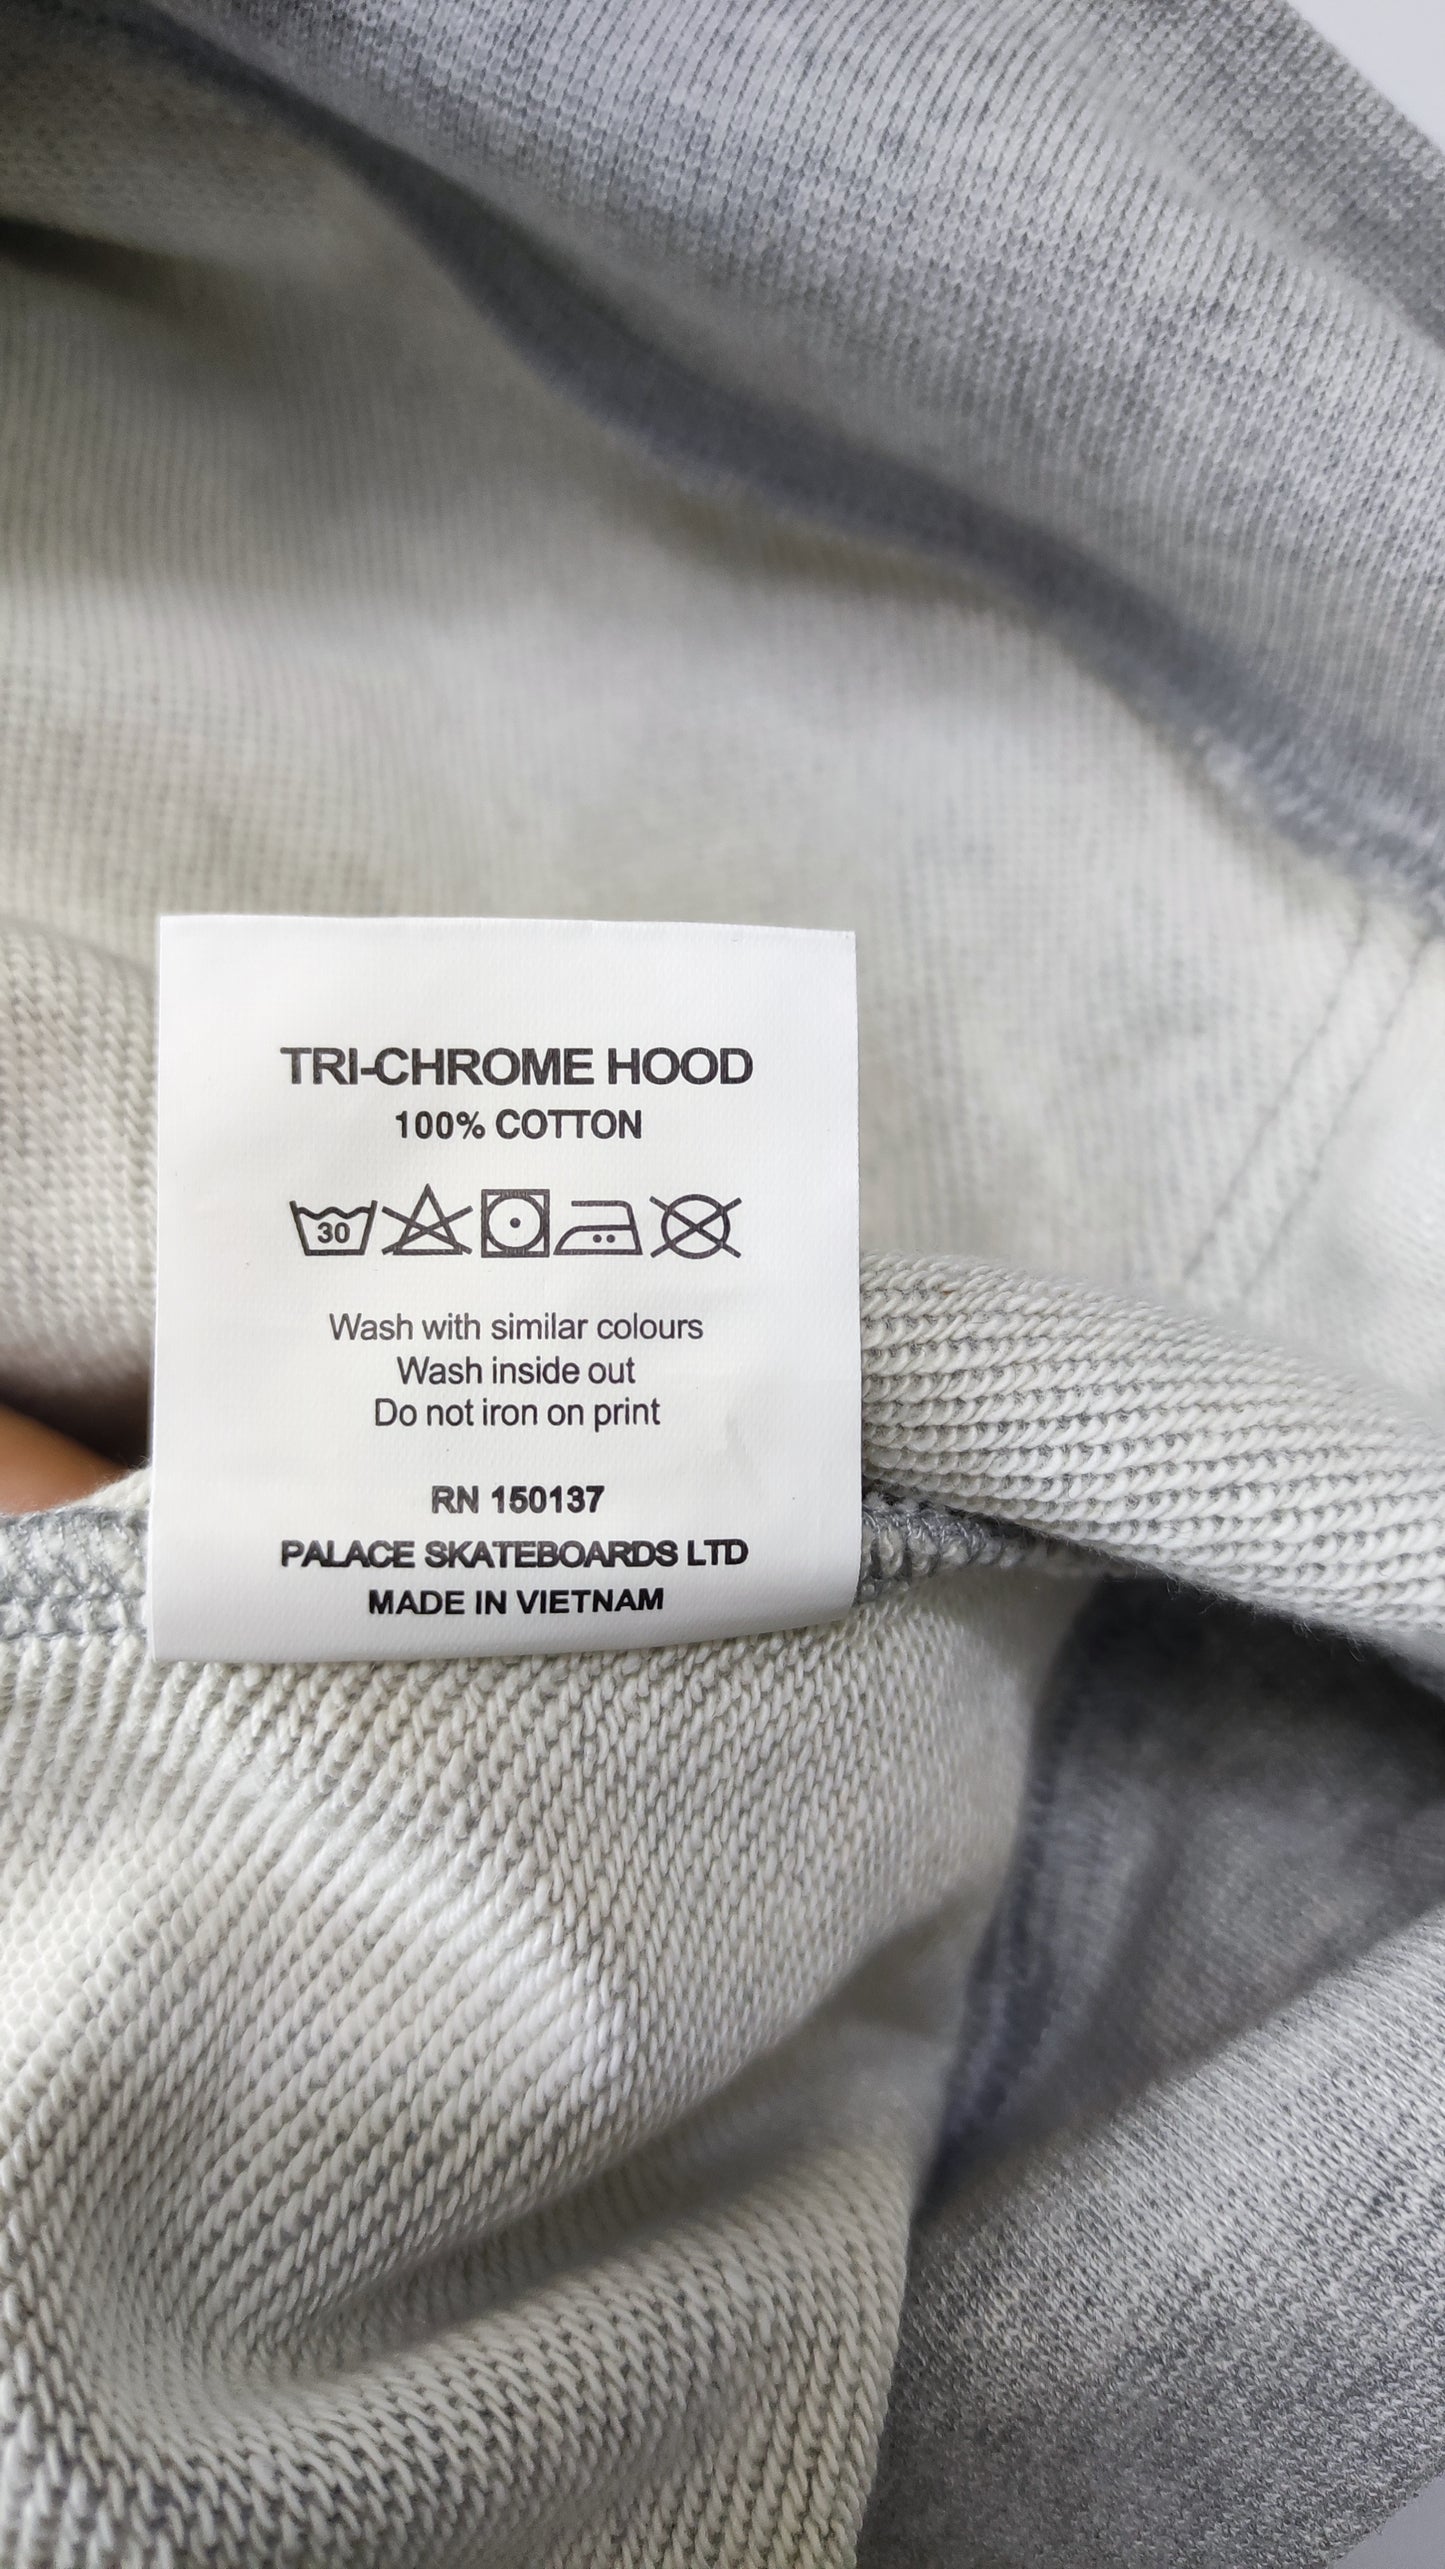 TRI-CHROME HOOD
100% COTTON
30
Wash with similar colours
Wash inside out
Do not iron on print
RN 150137
PALACE SKATEBOARDS LTD
MADE IN VIETNAM